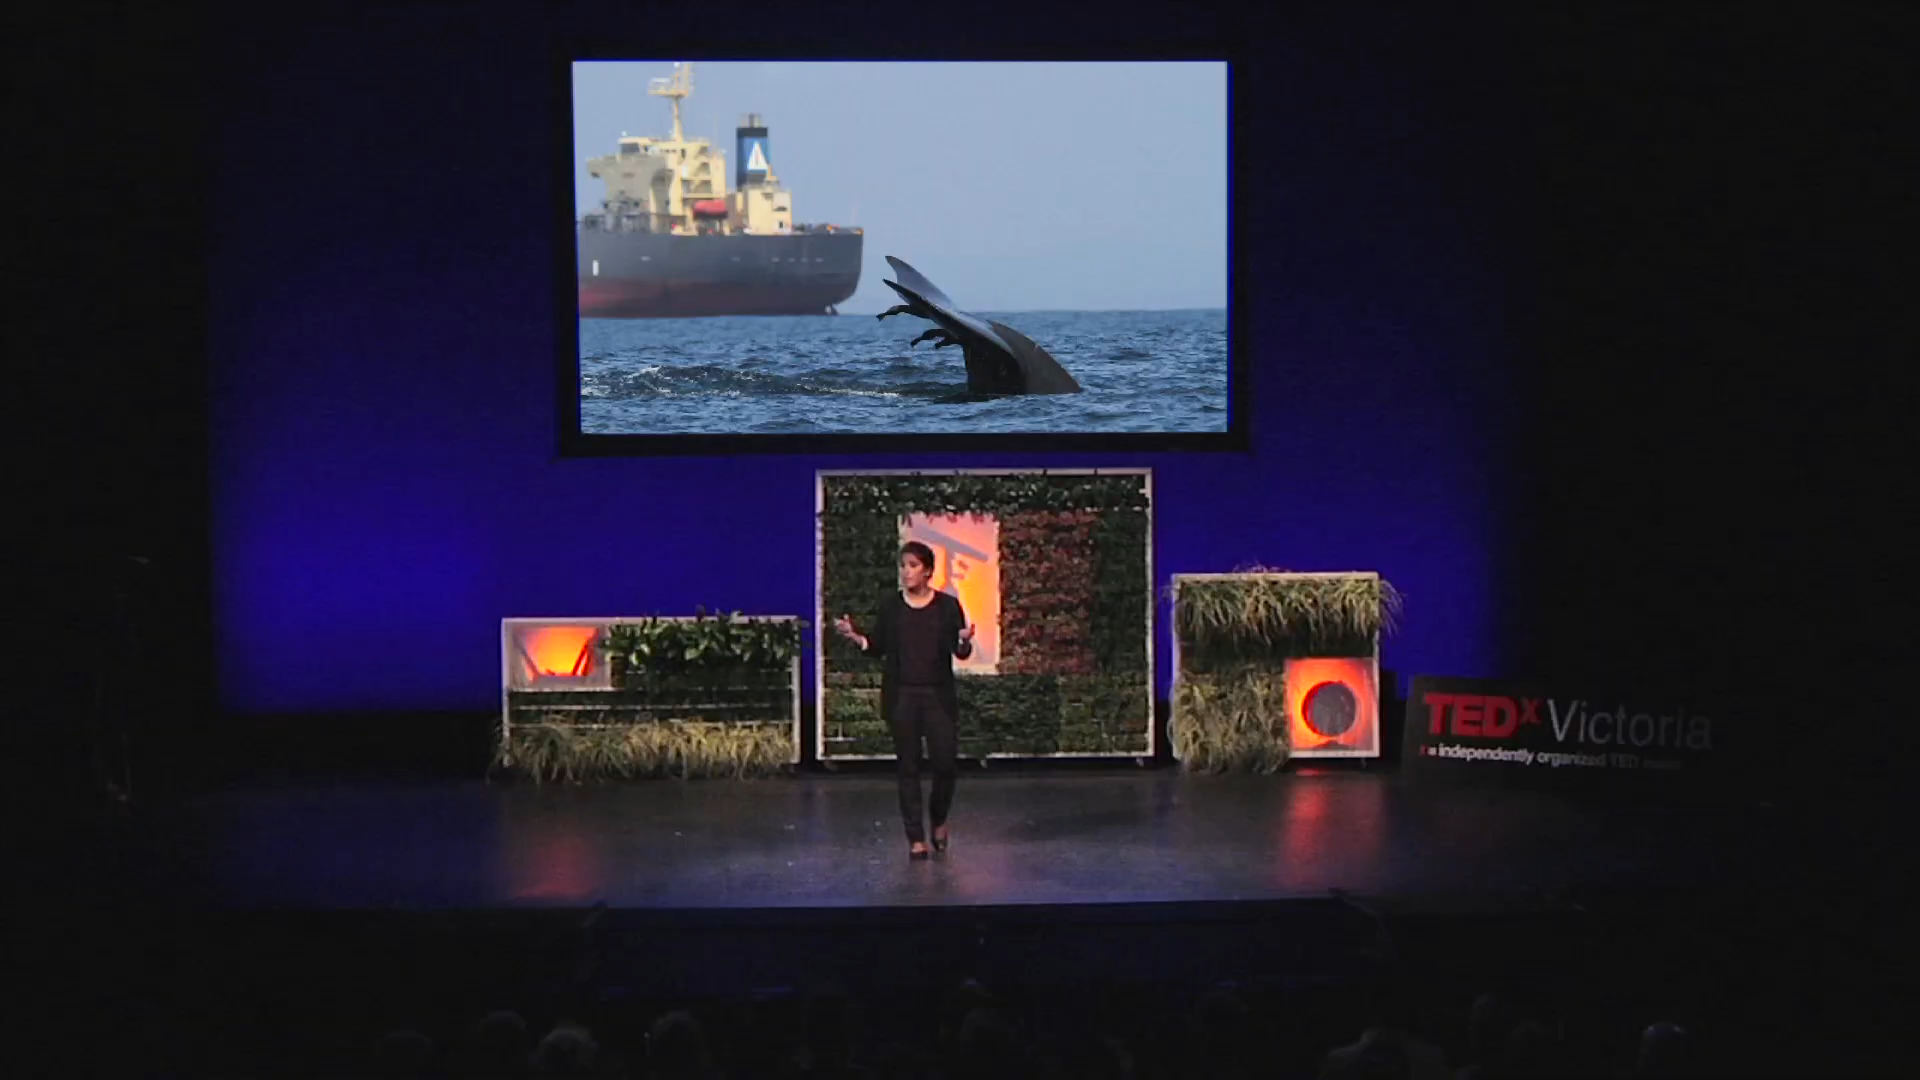 TEDx Victoria
x = independently organized TED event